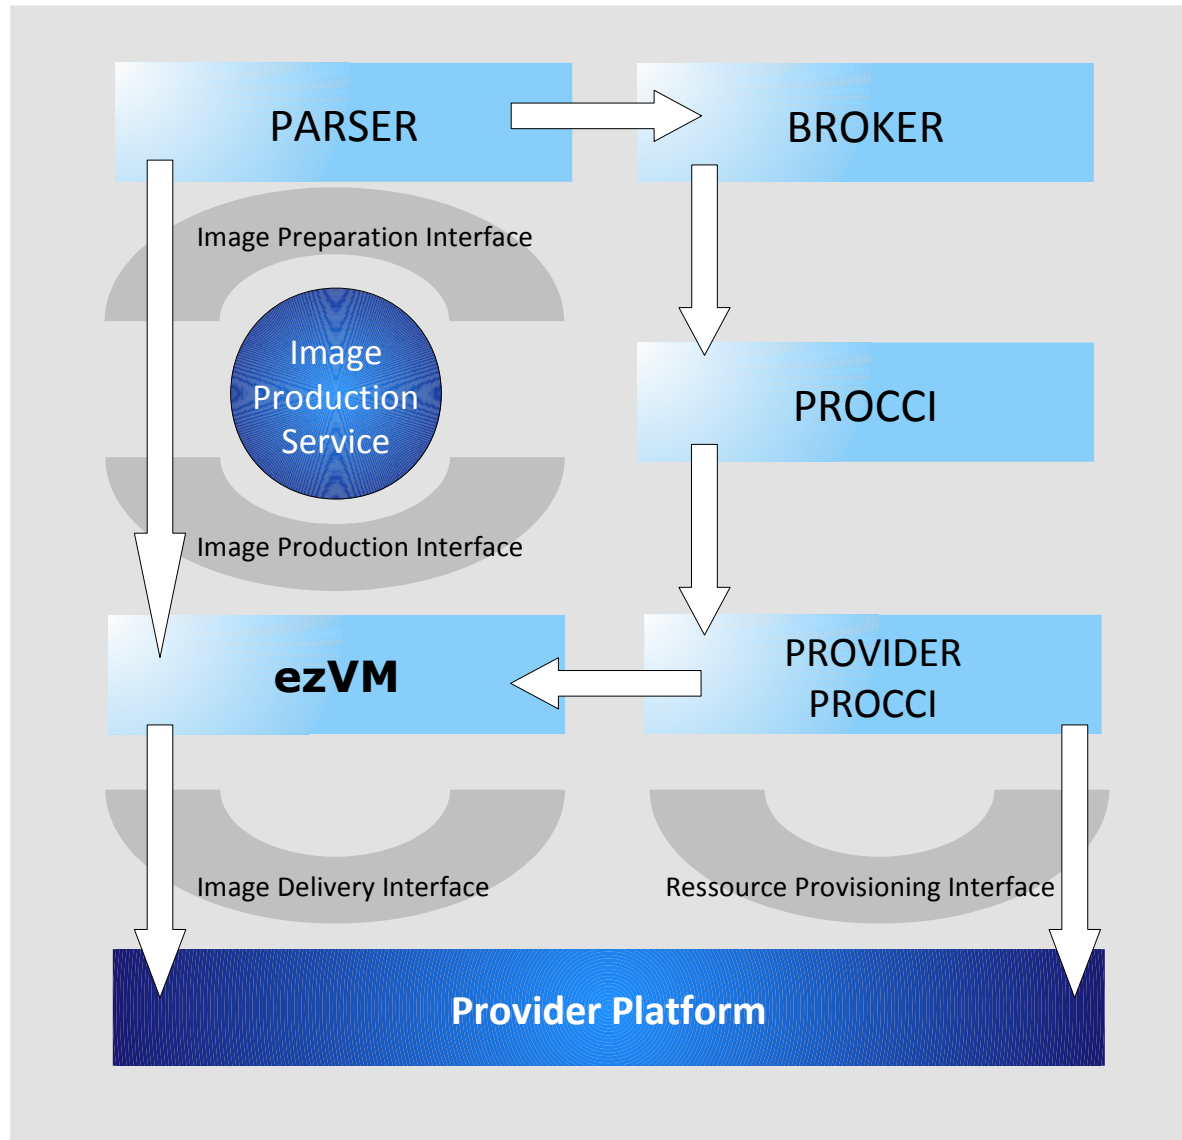 PARSER
BROKER
Image Preparation Interface
Image
Production
Service
PROCCI
Image Production Interface
ezVM
PROVIDER
PROCCI
Image Delivery Interface
Ressource Provisioning Interface
Provider Platform